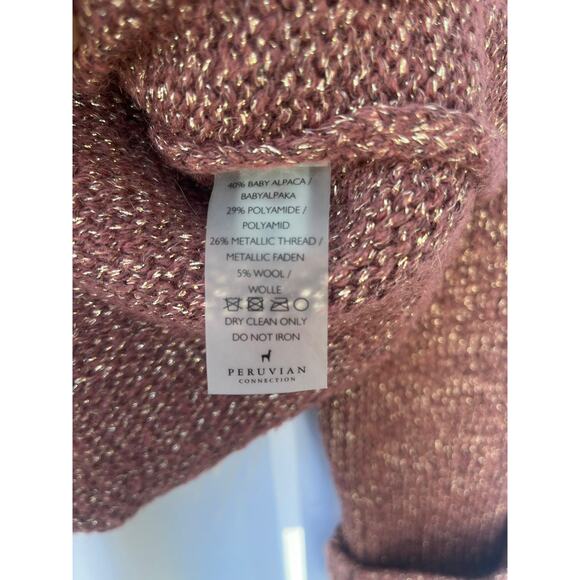 40% BABY ALPACA /
BABYALPAKA
29% POLYAMIDE /
POLYAMID
26% METALLIC THREAD /
METALLIC FADEN
5% WOOL /
WOLLE
DRY CLEAN ONLY
DO NOT IRON
PERUVIAN
CONNECTION